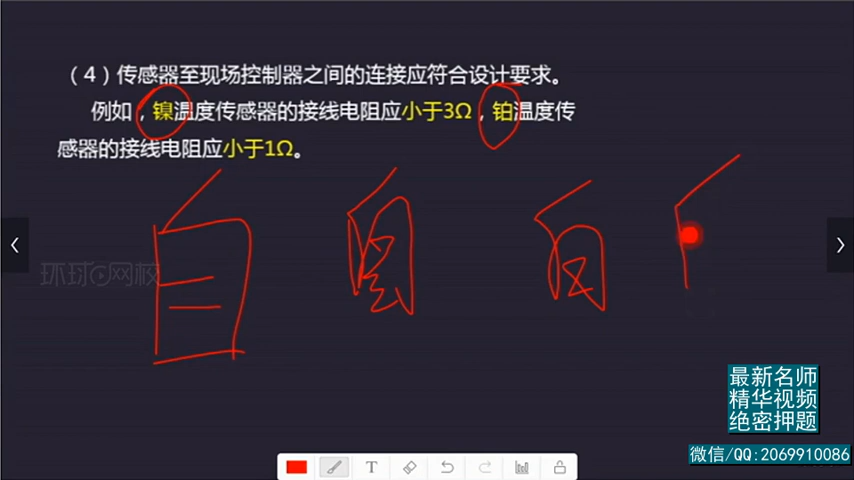 （4）传感器至现场控制器之间的连接应符合设计要求。
例如，镍温度传感器的接线电阻应小于3Ω，铂温度传
感器的接线电阻应小于1Ω。
自
环球网校
最新名师
精华视频
绝密押题
微信/QQ:2069910086